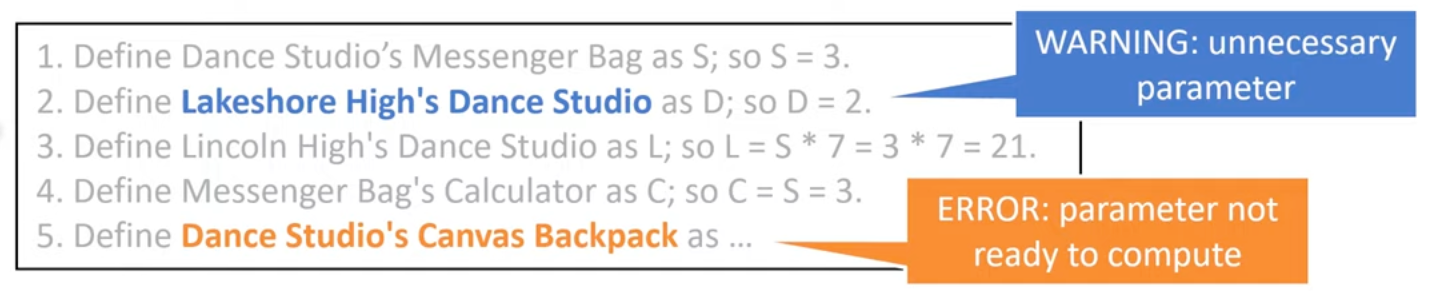 1. Define Dance Studio’s Messenger Bag as S; so S = 3.
WARNING: unnecessary
parameter
2. Define Lakeshore High's Dance Studio as D; so D = 2.
3. Define Lincoln High's Dance Studio as L; so L = S * 7 = 3 * 7 = 21.
4. Define Messenger Bag's Calculator as C; so C = S = 3.
ERROR: parameter not
ready to compute
5. Define Dance Studio's Canvas Backpack as ...